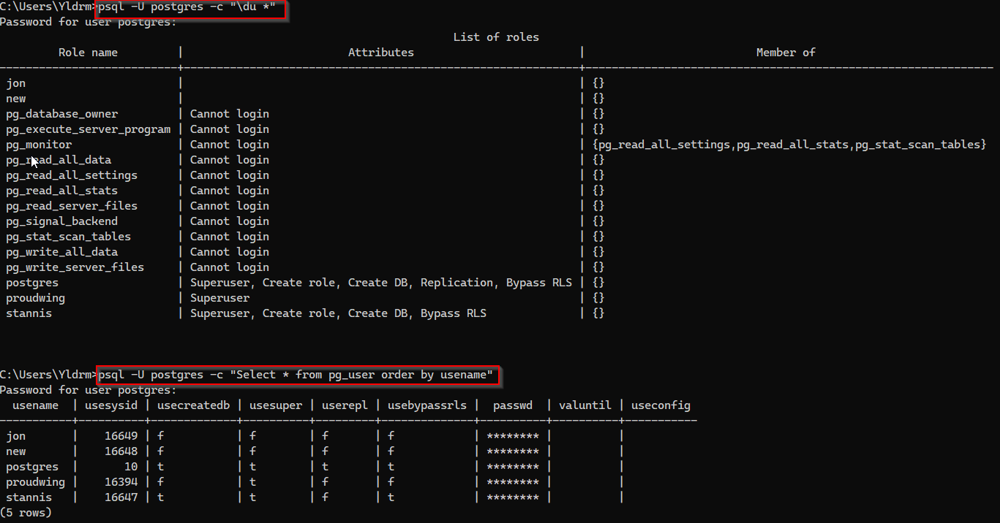 C:\Users\Yldrm>psql -U postgres -c "\du *"
Password for user postgres:
                                                                      List of roles
         Role name         |                         Attributes                         |                          Member of
---------------------------+------------------------------------------------------------+--------------------------------------------------------------
 jon                       |                                                            | {}
 new                       |                                                            | {}
 pg_database_owner         | Cannot login                                               | {}
 pg_execute_server_program | Cannot login                                               | {}
 pg_monitor                | Cannot login                                               | {pg_read_all_settings,pg_read_all_stats,pg_stat_scan_tables}
 pg_read_all_data          | Cannot login                                               | {}
 pg_read_all_settings      | Cannot login                                               | {}
 pg_read_all_stats         | Cannot login                                               | {}
 pg_read_server_files      | Cannot login                                               | {}
 pg_signal_backend         | Cannot login                                               | {}
 pg_stat_scan_tables       | Cannot login                                               | {}
 pg_write_all_data         | Cannot login                                               | {}
 pg_write_server_files     | Cannot login                                               | {}
 postgres                  | Superuser, Create role, Create DB, Replication, Bypass RLS | {}
 proudwing                 | Superuser                                                  | {}
 stannis                   | Superuser, Create role, Create DB, Bypass RLS              | {}
C:\Users\Yldrm>psql -U postgres -c "Select * from pg_user order by usename"
Password for user postgres:
  usename  | usesysid | usecreatedb | usesuper | userepl | usebypassrls |  passwd  | valuntil | useconfig
-----------+----------+-------------+----------+---------+--------------+----------+----------+-----------
 jon       |    16649 | f           | f        | f       | f            | ******** |          |
 new       |    16648 | f           | f        | f       | f            | ******** |          |
 postgres  |       10 | t           | t        | t       | t            | ******** |          |
 proudwing |    16394 | f           | t        | f       | f            | ******** |          |
 stannis   |    16647 | t           | t        | f       | t            | ******** |          |
(5 rows)